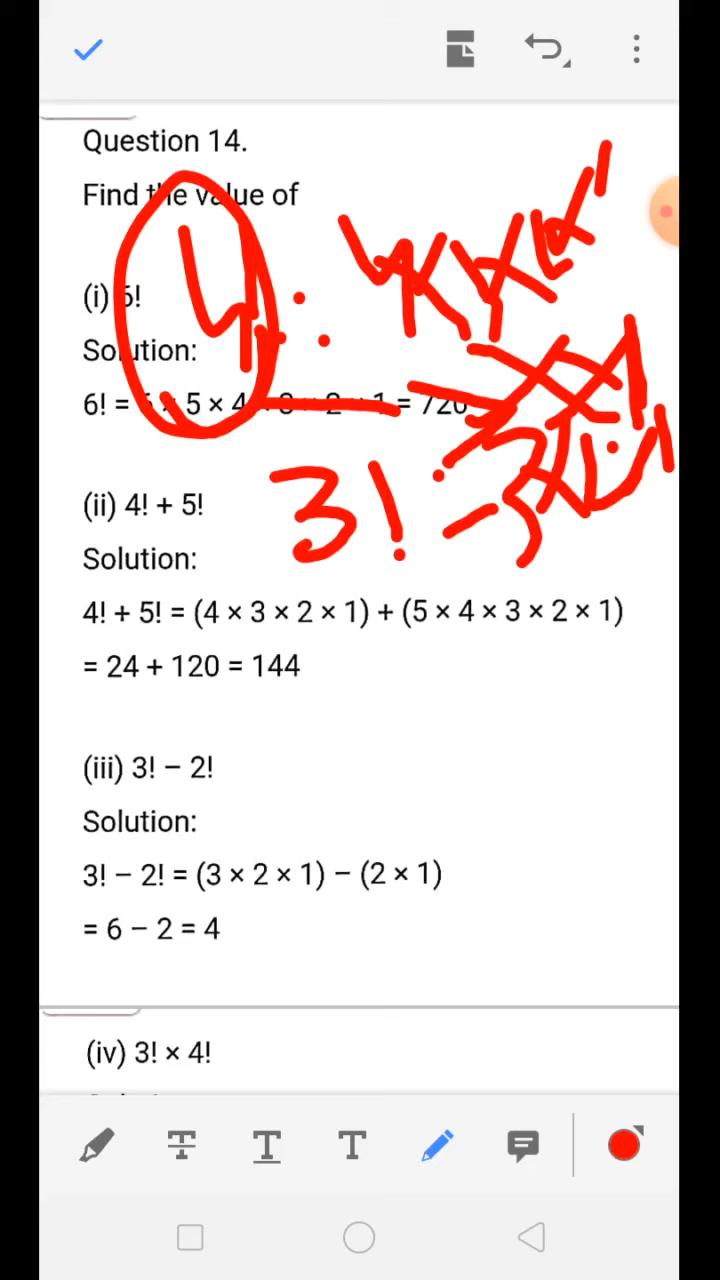 Question 14.
Find the value of
(i) 6!
Solution:
6! = 6 × 5 × 4 × 3 × 2 × 1 = 720
3!
(ii) 4! + 5!
Solution:
4! + 5! = (4 × 3 × 2 × 1) + (5 × 4 × 3 × 2 × 1)
= 24 + 120 = 144
(iii) 3! − 2!
Solution:
3! − 2! = (3 × 2 × 1) − (2 × 1)
= 6 − 2 = 4
(iv) 3! × 4!